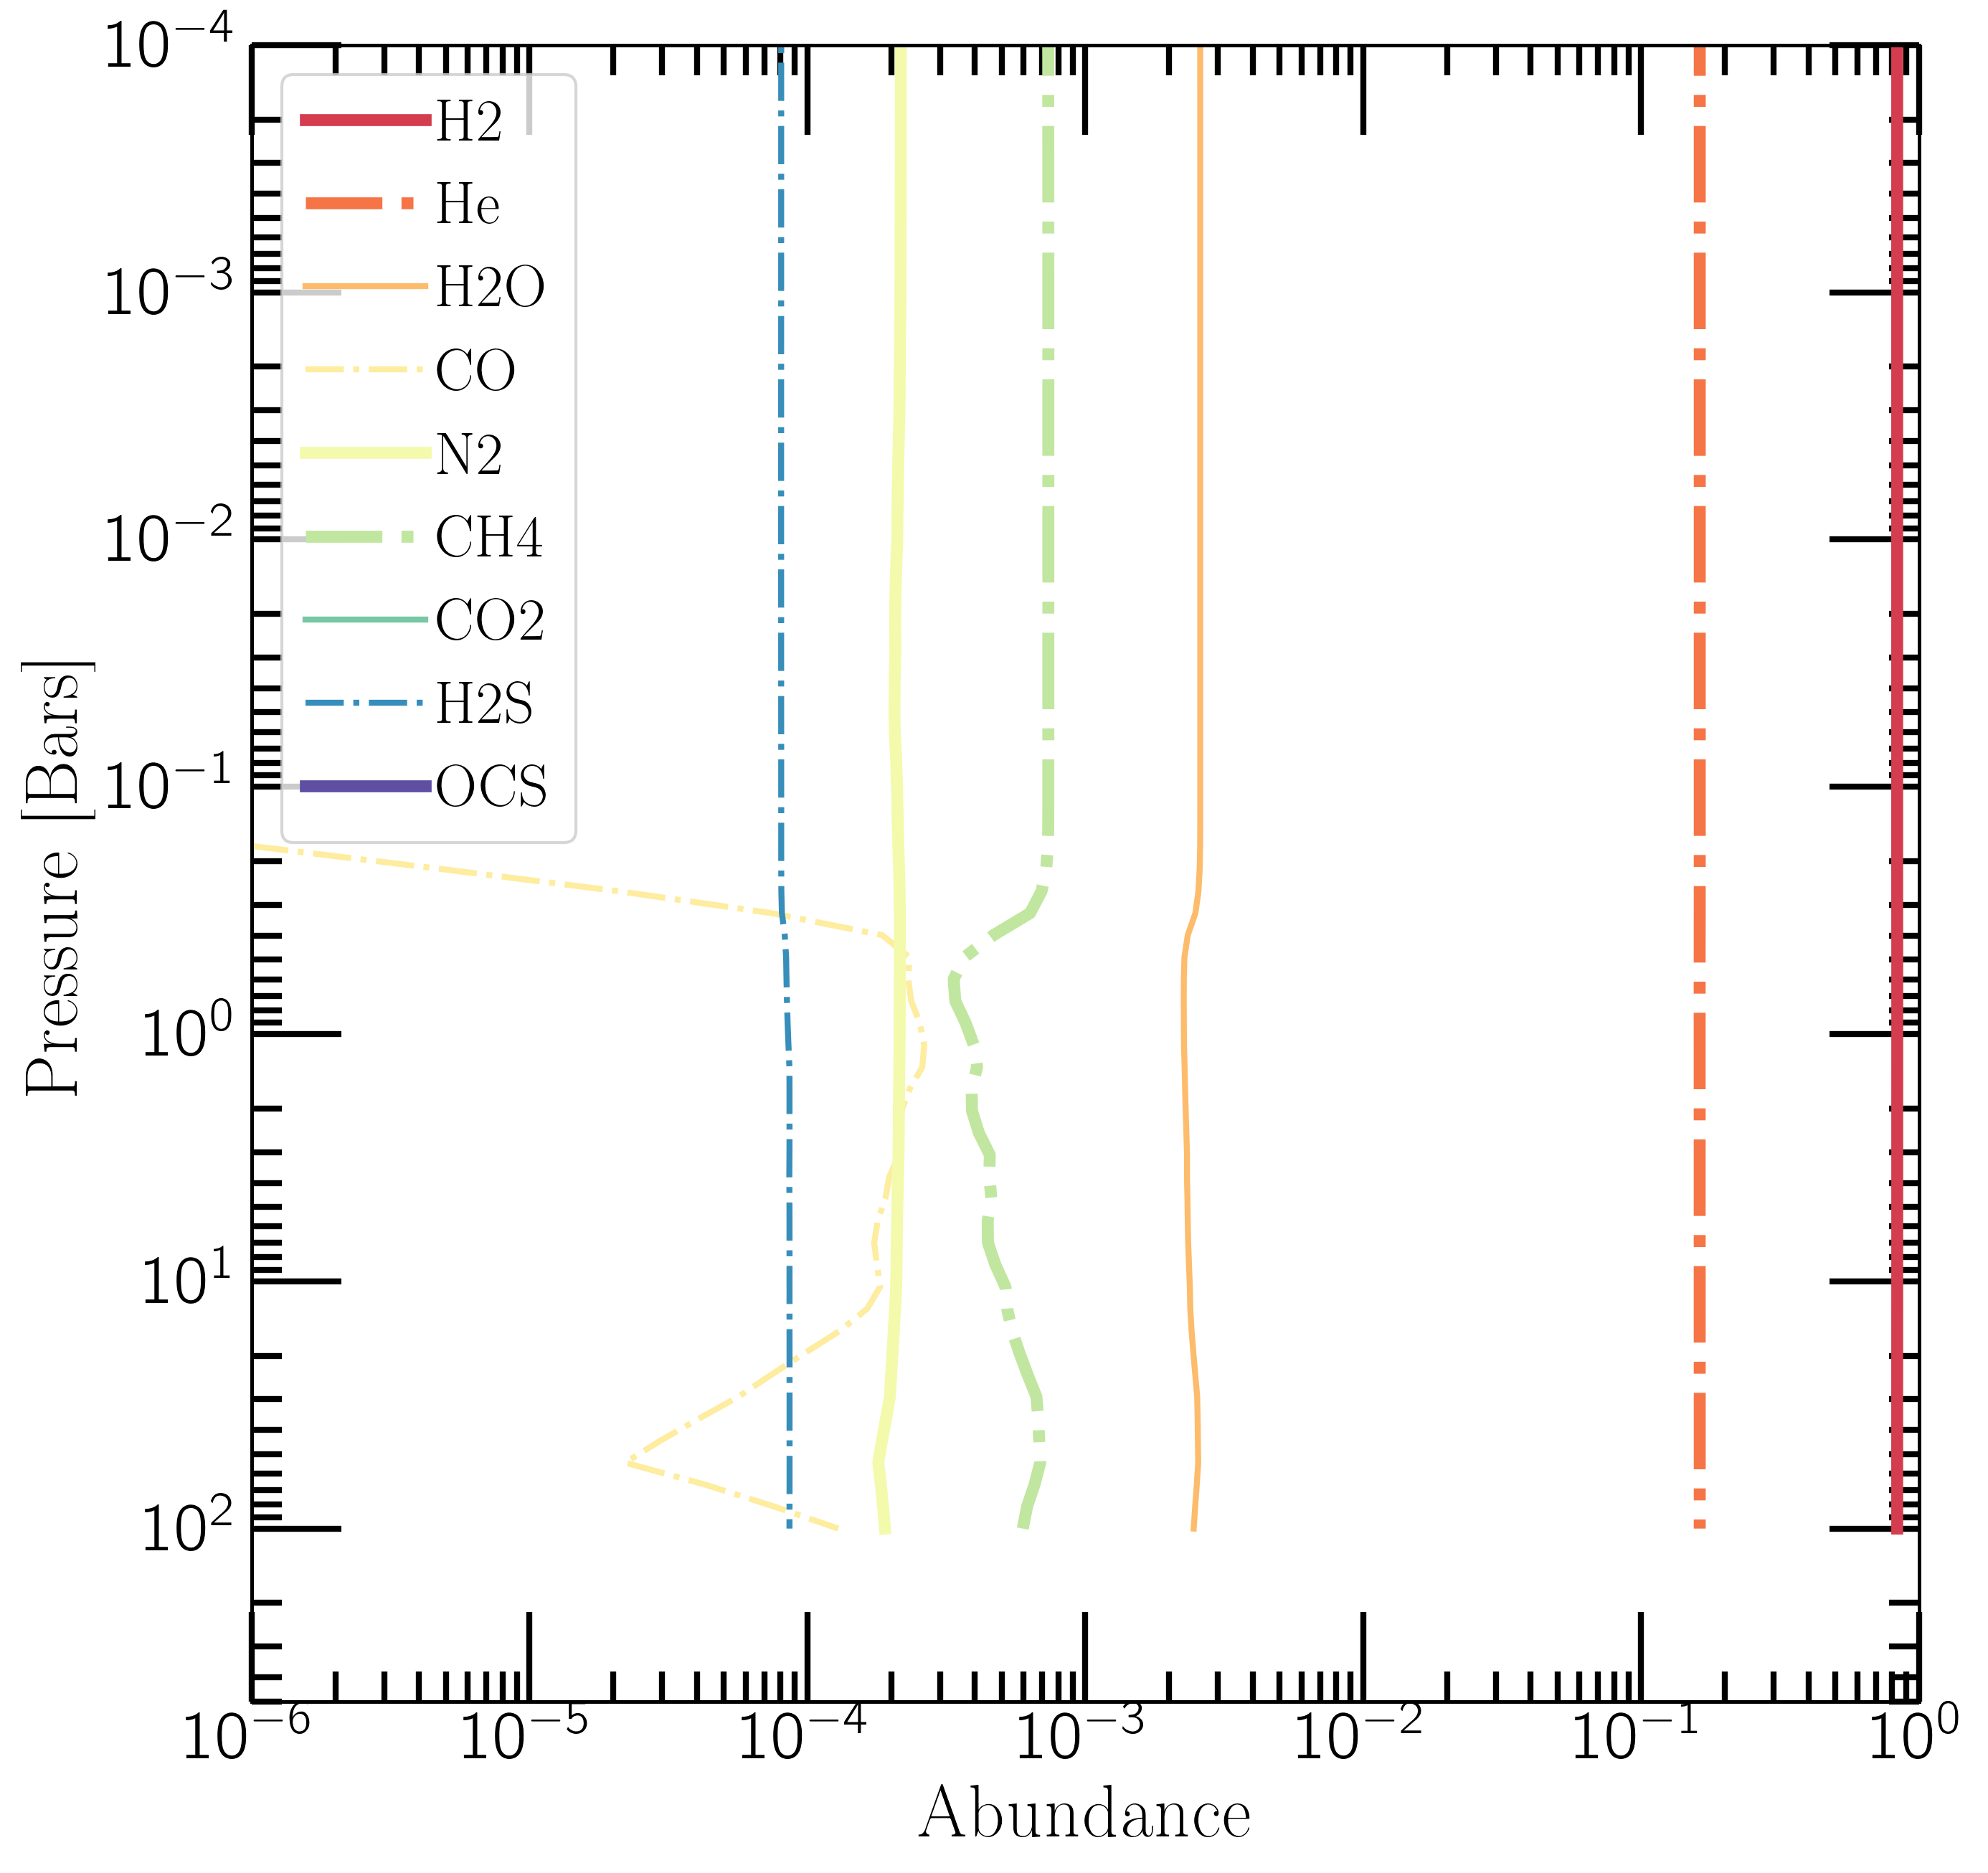 10⁻⁴
10⁻³
10⁻²
10⁻¹
10⁰
10¹
10²
Pressure [Bars]
H2
He
H2O
CO
N2
CH4
CO2
H2S
OCS
10⁻⁶ 10⁻⁵ 10⁻⁴ 10⁻³ 10⁻² 10⁻¹ 10⁰
Abundance